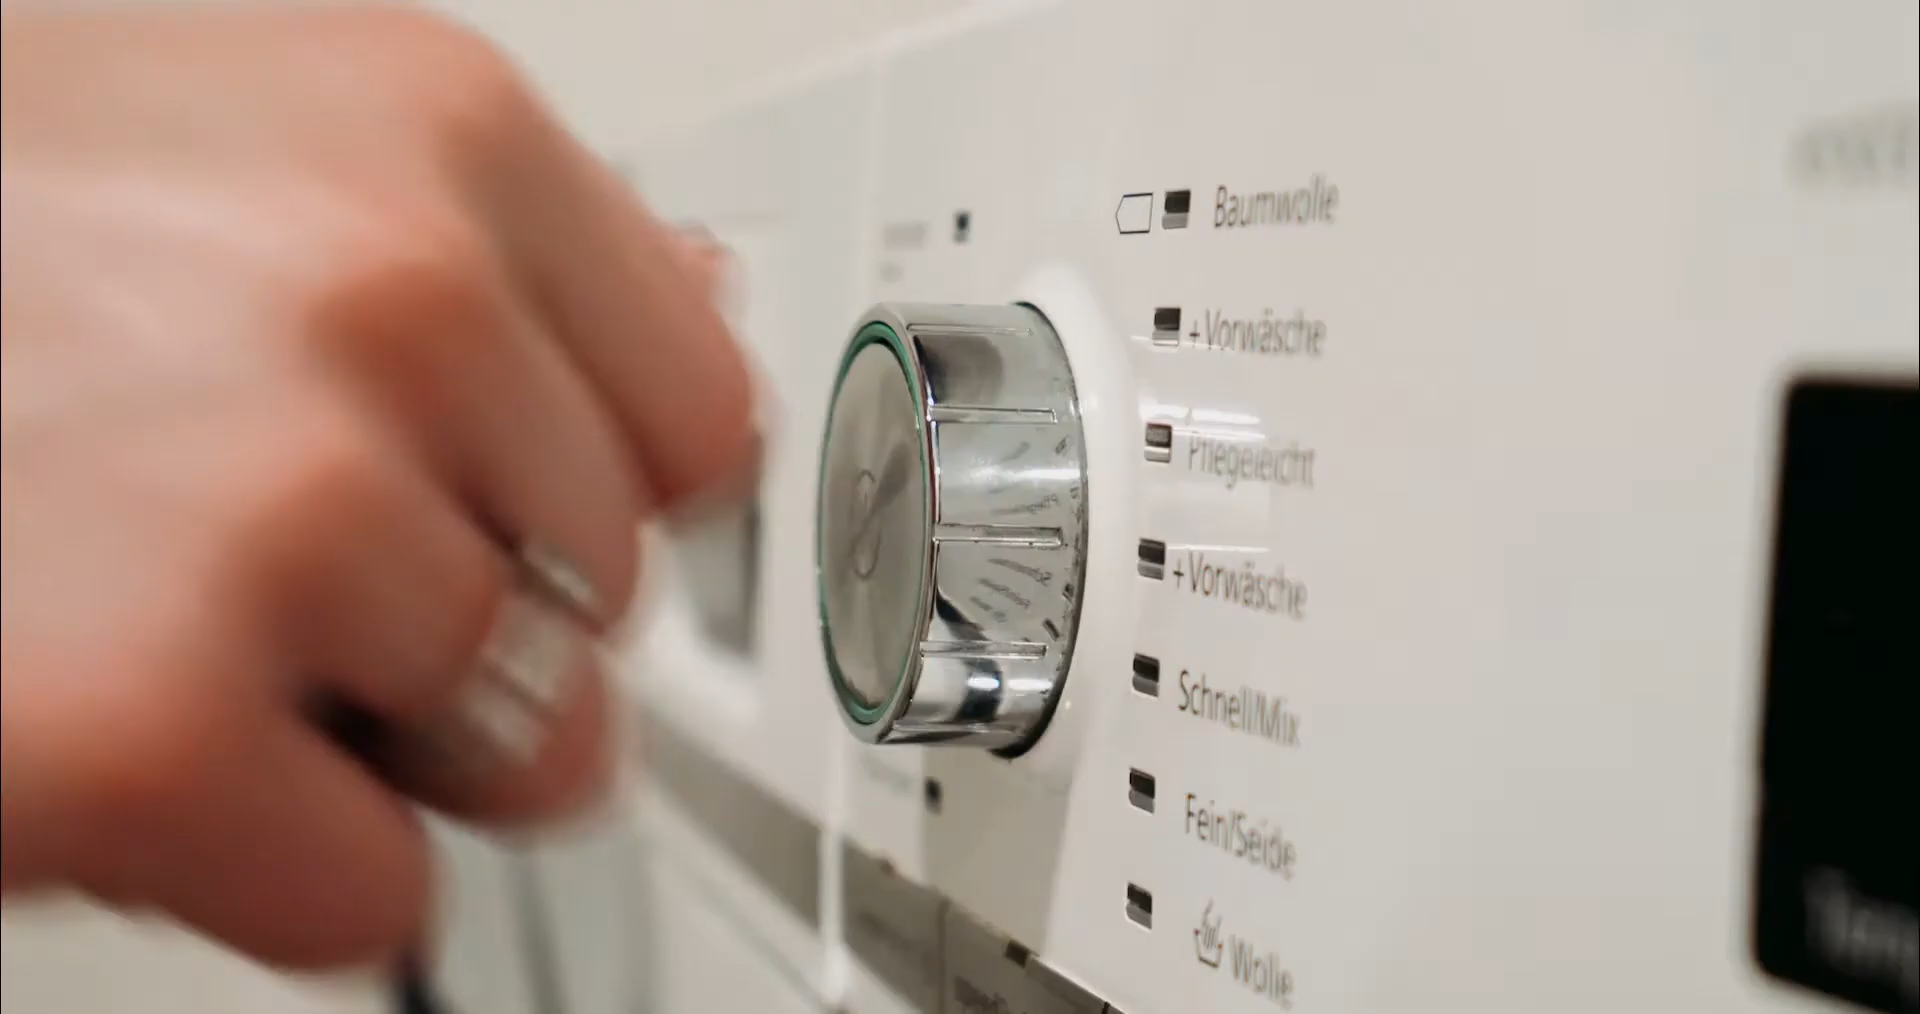 Baumwolle
+Vorwäsche
Pflegeleicht
+Vorwäsche
Schnell/Mix
Fein/Seide
Wolle